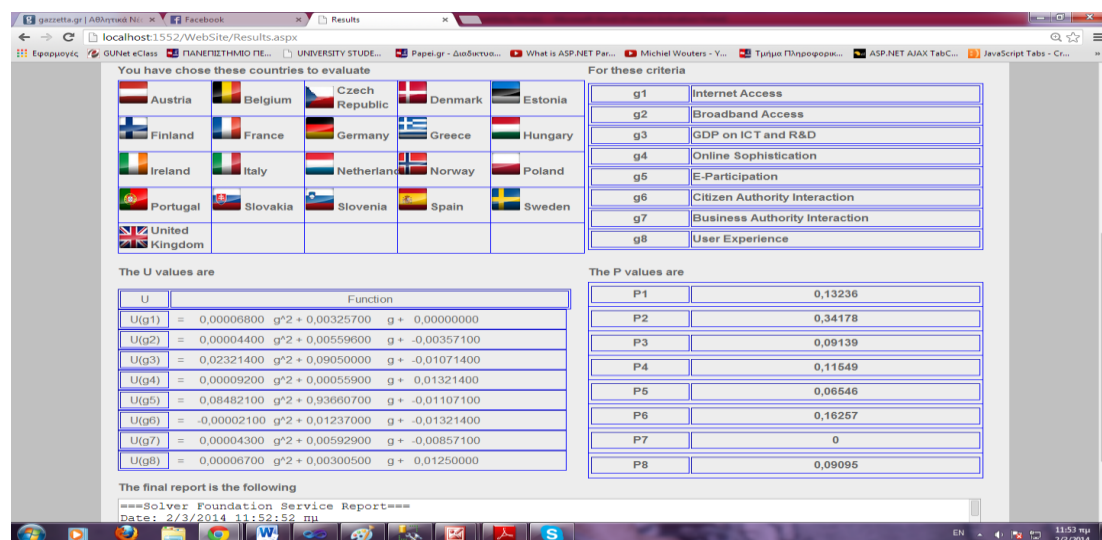 gazzetta.gr | Αθλητικά Νέα
Facebook
Results
localhost:1552/WebSite/Results.aspx
Εφαρμογές GUNet eClass ΠΑΝΕΠΙΣΤΗΜΙΟ ΠΕ... UNIVERSITY STUDE... Papei.gr - Διαδικτυα... What is ASP.NET Par... Michiel Wouters - Y... Τμήμα Πληροφορικ... ASP.NET AJAX TabC... JavaScript Tabs - Cr... »
You have chose these countries to evaluate
Austria Belgium Czech Republic Denmark Estonia
Finland France Germany Greece Hungary
Ireland Italy Netherland Norway Poland
Portugal Slovakia Slovenia Spain Sweden
United Kingdom
For these criteria
g1 Internet Access
g2 Broadband Access
g3 GDP on ICT and R&D
g4 Online Sophistication
g5 E-Participation
g6 Citizen Authority Interaction
g7 Business Authority Interaction
g8 User Experience
The U values are
U Function
U(g1) = 0,00006800 g^2 + 0,00325700 g + 0,00000000
U(g2) = 0,00004400 g^2 + 0,00559600 g + -0,00357100
U(g3) = 0,02321400 g^2 + 0,09050000 g + -0,01071400
U(g4) = 0,00009200 g^2 + 0,00055900 g + 0,01321400
U(g5) = 0,08482100 g^2 + 0,93660700 g + -0,01107100
U(g6) = -0,00002100 g^2 + 0,01237000 g + -0,01321400
U(g7) = 0,00004300 g^2 + 0,00592900 g + -0,00857100
U(g8) = 0,00006700 g^2 + 0,00300500 g + 0,01250000
The P values are
P1 0,13236
P2 0,34178
P3 0,09139
P4 0,11549
P5 0,06546
P6 0,16257
P7 0
P8 0,09095
The final report is the following
===Solver Foundation Service Report===
Date: 2/3/2014 11:52:52 πμ
EN
11:53 πμ
2/3/2014